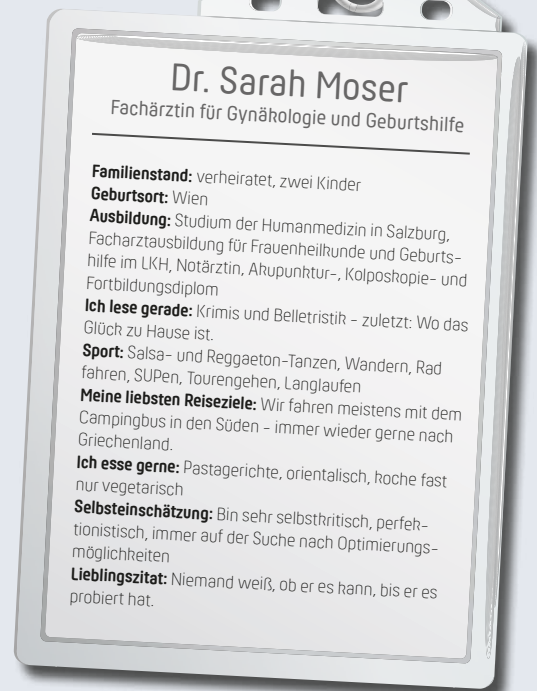 Dr. Sarah Moser
Fachärztin für Gynäkologie und Geburtshilfe
Familienstand: verheiratet, zwei Kinder
Geburtsort: Wien
Ausbildung: Studium der Humanmedizin in Salzburg,
Facharztausbildung für Frauenheilkunde und Geburts-
hilfe im LKH, Notärztin, Akupunktur-, Kolposkopie- und
Fortbildungsdiplom
Ich lese gerade: Krimis und Belletristik – zuletzt: Wo das
Glück zu Hause ist.
Sport: Salsa- und Reggaeton-Tanzen, Wandern, Rad
fahren, SUPen, Tourengehen, Langlaufen
Meine liebsten Reiseziele: Wir fahren meistens mit dem
Campingbus in den Süden – immer wieder gerne nach
Griechenland.
Ich esse gerne: Pastagerichte, orientalisch, koche fast
nur vegetarisch
Selbsteinschätzung: Bin sehr selbstkritisch, perfek-
tionistisch, immer auf der Suche nach Optimierungs-
möglichkeiten
Lieblingszitat: Niemand weiß, ob er es kann, bis er es
probiert hat.